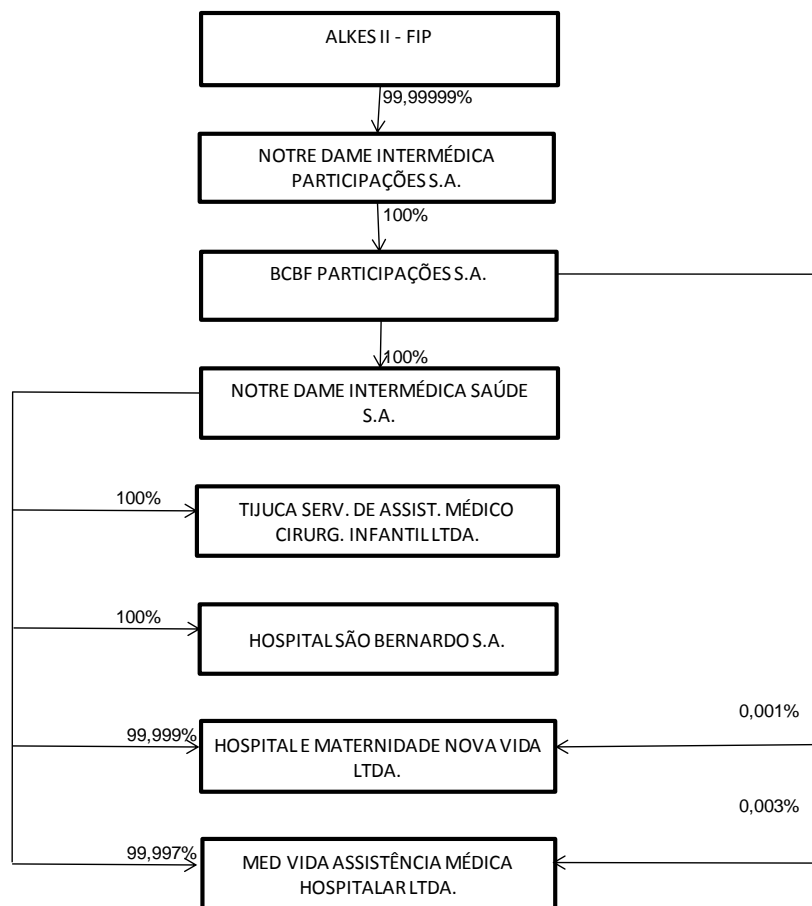 ALKES II - FIP
99,99999%
NOTRE DAME INTERMÉDICA
PARTICIPAÇÕES S.A.
100%
BCBF PARTICIPAÇÕES S.A.
100%
NOTRE DAME INTERMÉDICA SAÚDE
S.A.
100%
TIJUCA SERV. DE ASSIST. MÉDICO
CIRURG. INFANTIL LTDA.
100%
HOSPITAL SÃO BERNARDO S.A.
99,999%
HOSPITAL E MATERNIDADE NOVA VIDA
LTDA.
0,001%
99,997%
MED VIDA ASSISTÊNCIA MÉDICA
HOSPITALAR LTDA.
0,003%